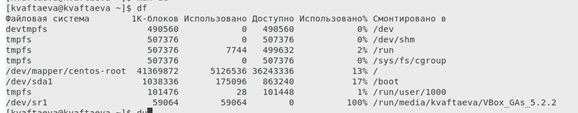 [kvaftaeva ~]$ df
Файловая система 1K-блоков Использовано Доступно Использовано% Cмонтировано в
devtmpfs 490560 0 490560 0% /dev
tmpfs 507376 0 507376 0% /dev/shm
tmpfs 507376 7744 499632 2% /run
tmpfs 507376 0 507376 0% /sys/fs/cgroup
/dev/mapper/centos-root 41369872 5126536 36243336 13% /
/dev/sda1 1038336 175096 863240 17% /boot
tmpfs 101476 28 101448 1% /run/user/1000
/dev/sr1 59064 59064 0 100% /run/media/kvaftaeva/VBox_GAs_5.2.2
[kvaftaeva ~]$ du